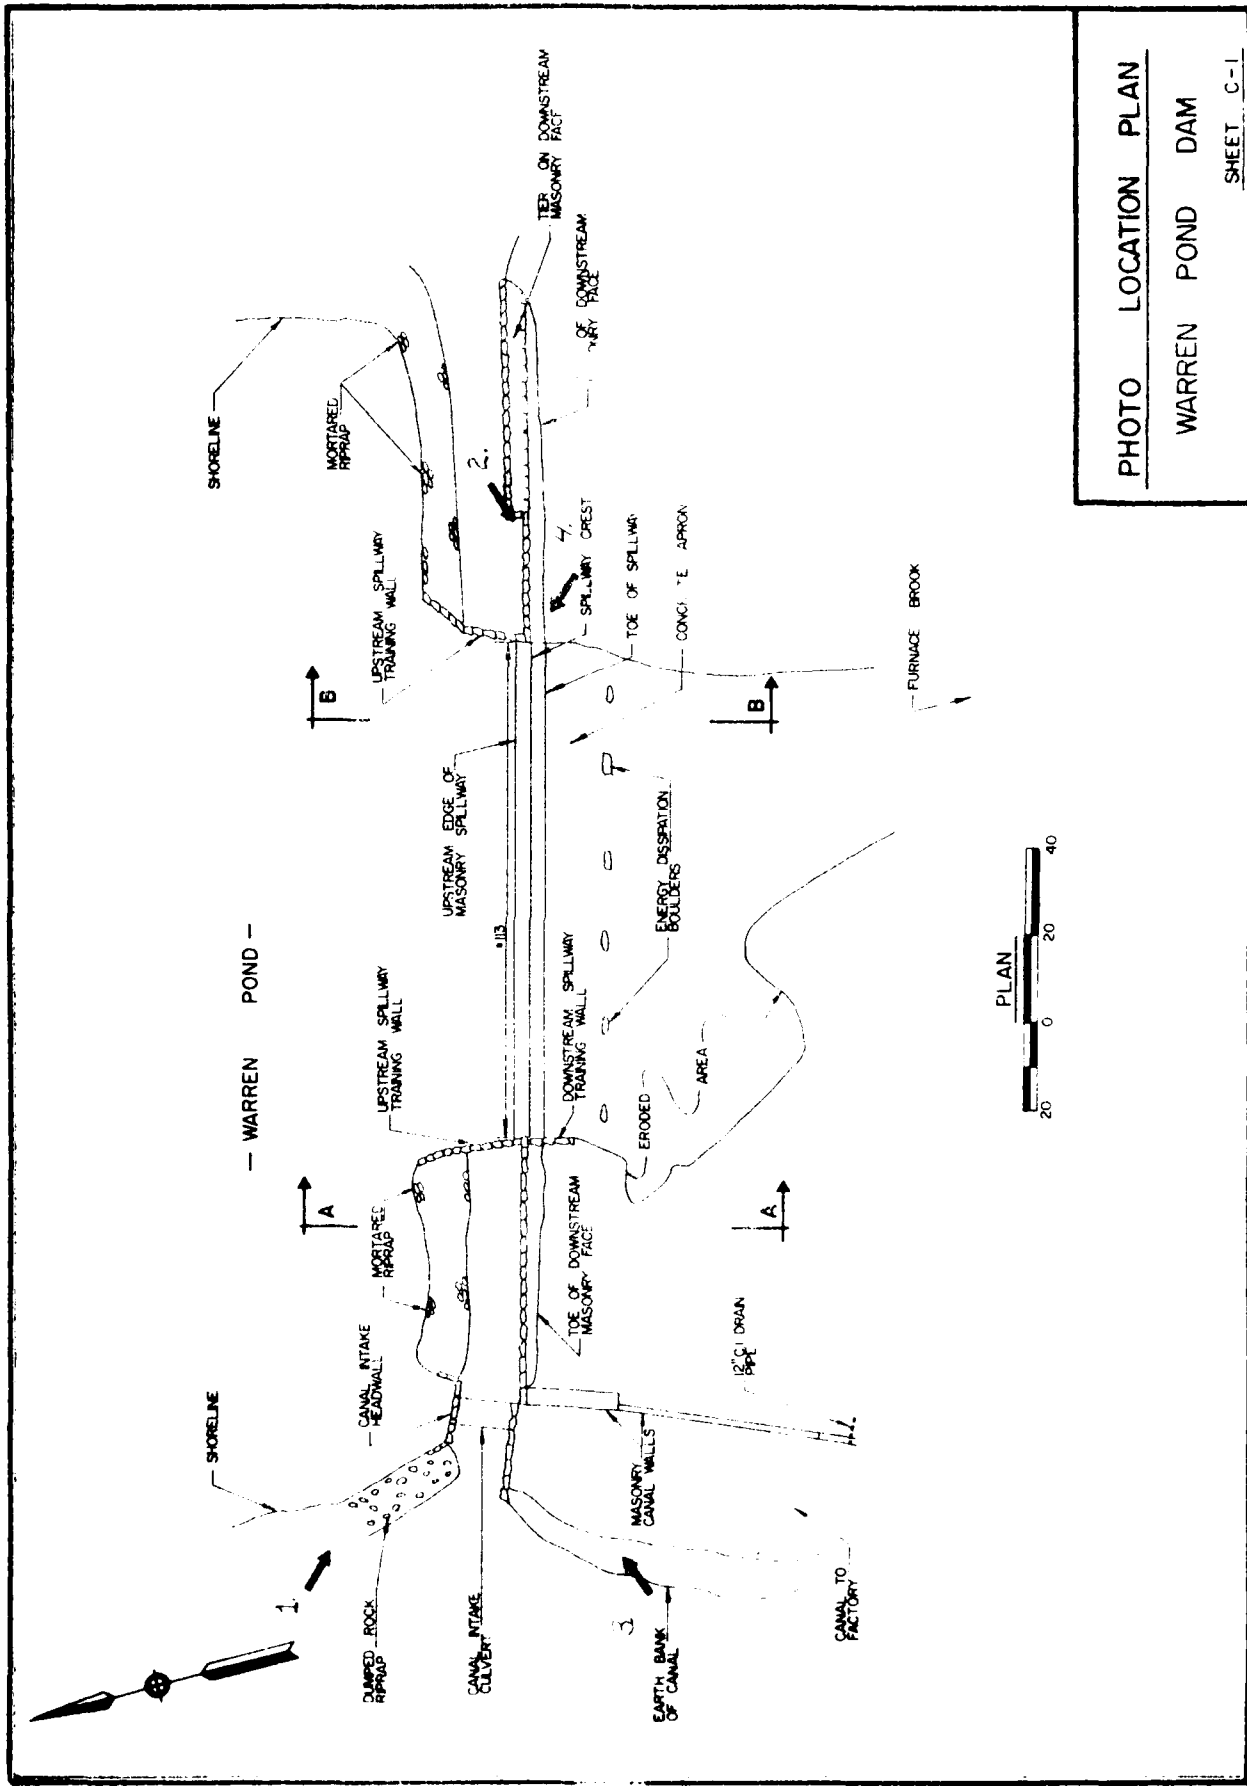 SHORELINE
MORTARED
RIPRAP
TIER ON DOWNSTREAM
MASONRY FACE
OF DOWNSTREAM
FACE
2.
4.
UPSTREAM SPILLWAY
TRAINING WALL
SPILLWAY CREST
TOE OF SPILLWA
APRON
B
B
FURNACE BROOK
UPSTREAM EDGE OF
MASONRY SPILLWAY
ENERGY DISSIPATION
BOULDERS
— WARREN POND —
113
UPSTREAM SPILLWAY
TRAINING WALL
DOWNSTREAM SPILLWAY
TRAINING WALL
ERODED
AREA
A
A
MORTARED
RIPRAP
CANAL INTAKE
HEADWALL
TOE OF DOWNSTREAM
MASONRY FACE
12" C.I. DRAIN
PIPE
SHORELINE
MASONRY
CANAL WALLS
1.
3
DUMPED ROCK
RIPRAP
CANAL INTAKE
CULVERT
EARTH BANK
OF CANAL
CANAL TO
FACTORY
PLAN
20 0 20 40
PHOTO LOCATION PLAN
WARREN POND DAM
SHEET C-1